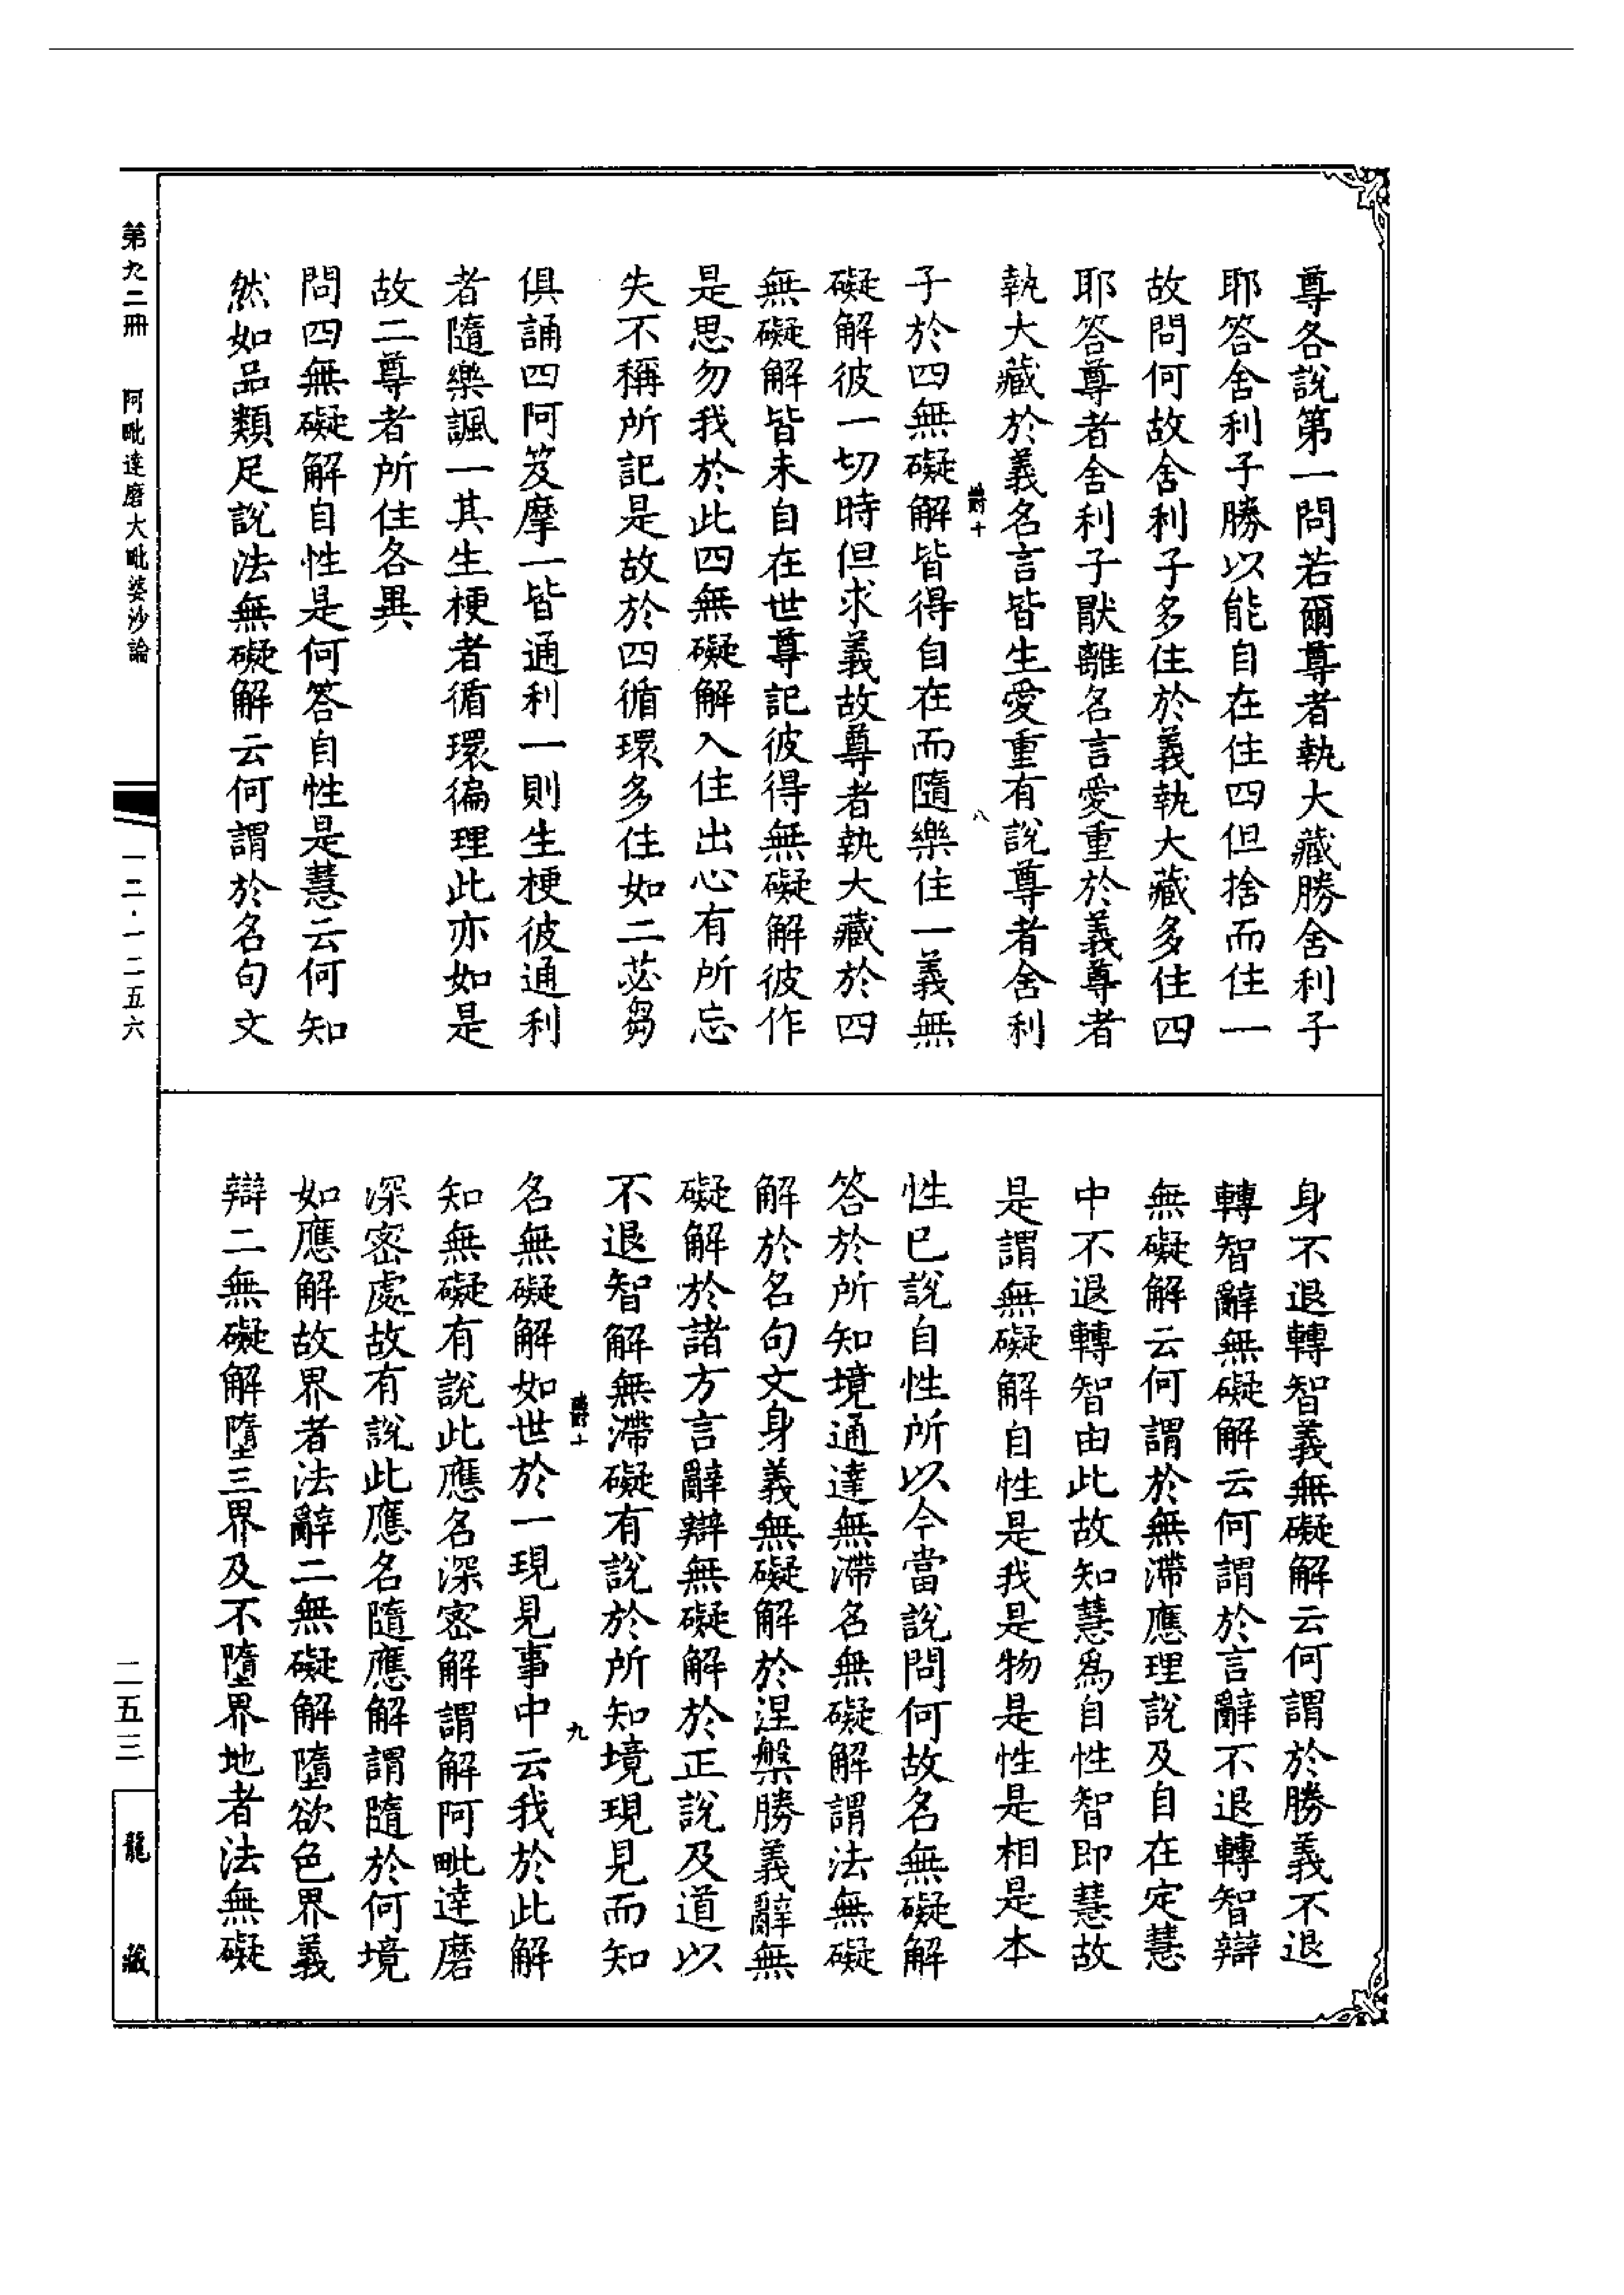 尊各說第一問若爾尊者執大藏勝舍利子
耶答舍利子勝以能自在住四但捨而住一
故問何故舍利子多住於義執大藏多住四
耶答尊者舍利子猒離名言愛重於義尊者
執大藏於義名言皆生愛重有說尊者舍利
爵十
八
子於四無礙解皆得自在而隨樂住一義無
礙解彼一切時但求義故尊者執大藏於四
無礙解皆未自在世尊記彼得無礙解彼作
是思勿我於此四無礙解入住出心有所忘
失不稱所記是故於四循環多住如二苾芻
俱誦四阿笈摩一皆通利一則生梗彼通利
者隨樂諷一其生梗者循環徧理此亦如是
故二尊者所住各異
問四無礙解自性是何答自性是慧云何知
然如品類足說法無礙解云何謂於名句文
身不退轉智義無礙解云何謂於勝義不退
轉智辭無礙解云何謂於言辭不退轉智辯
無礙解云何謂於無滯應理說及自在定慧
中不退轉智由此故知慧為自性智即慧故
是謂無礙解自性是我是物是性是相是本
性已說自性所以今當說問何故名無礙解
答於所知境通達無滯名無礙解謂法無礙
解於名句文身義無礙解於涅槃勝義辭無
礙解於諸方言辭辯無礙解於正說及道以
不退智解無滯礙有說於所知境現見而知
爵十
九
名無礙解如世於一現見事中云我於此解
知無礙有說此應名深密解謂解阿毗達磨
深密處故有說此應名隨應解謂隨於何境
如應解故界者法辭二無礙解墮欲色界義
辯二無礙解墮三界及不墮界地者法無礙
第九二冊
阿毗達磨大毗婆沙論
一二·一二五六
二五三
龍藏